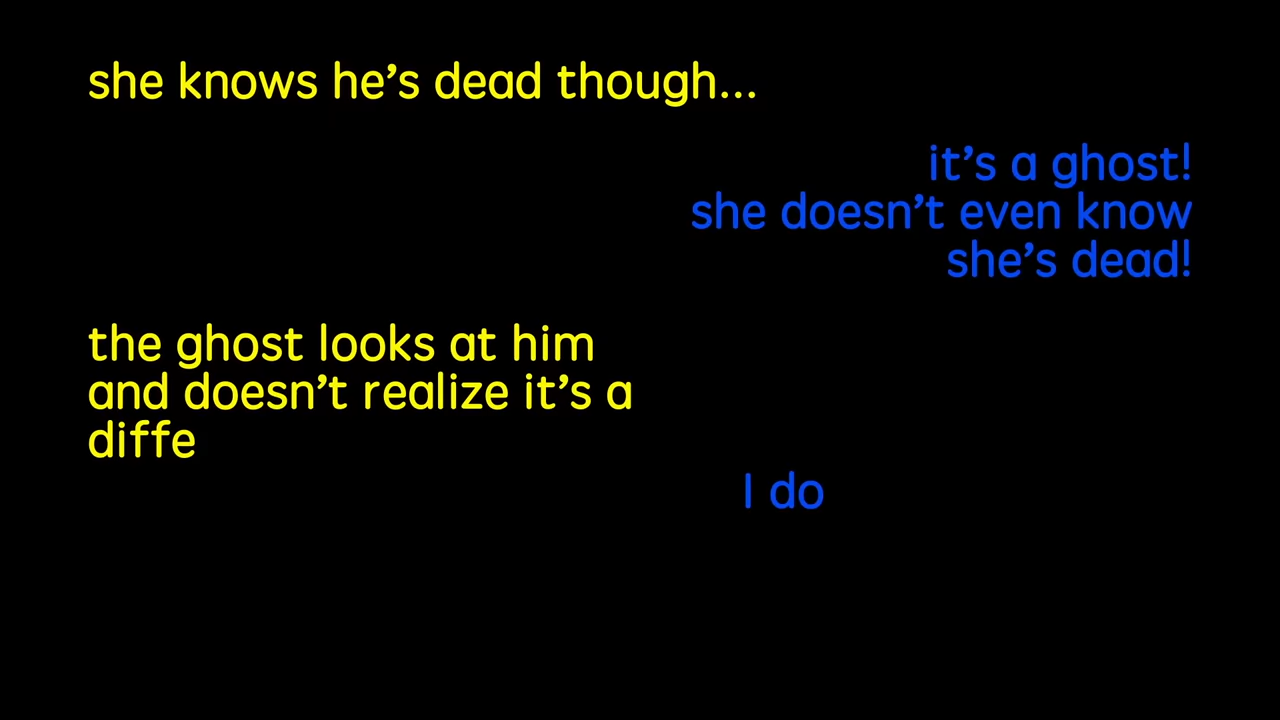 she knows he’s dead though...
it’s a ghost!
she doesn’t even know
she’s dead!
the ghost looks at him
and doesn’t realize it’s a
diffe
I do